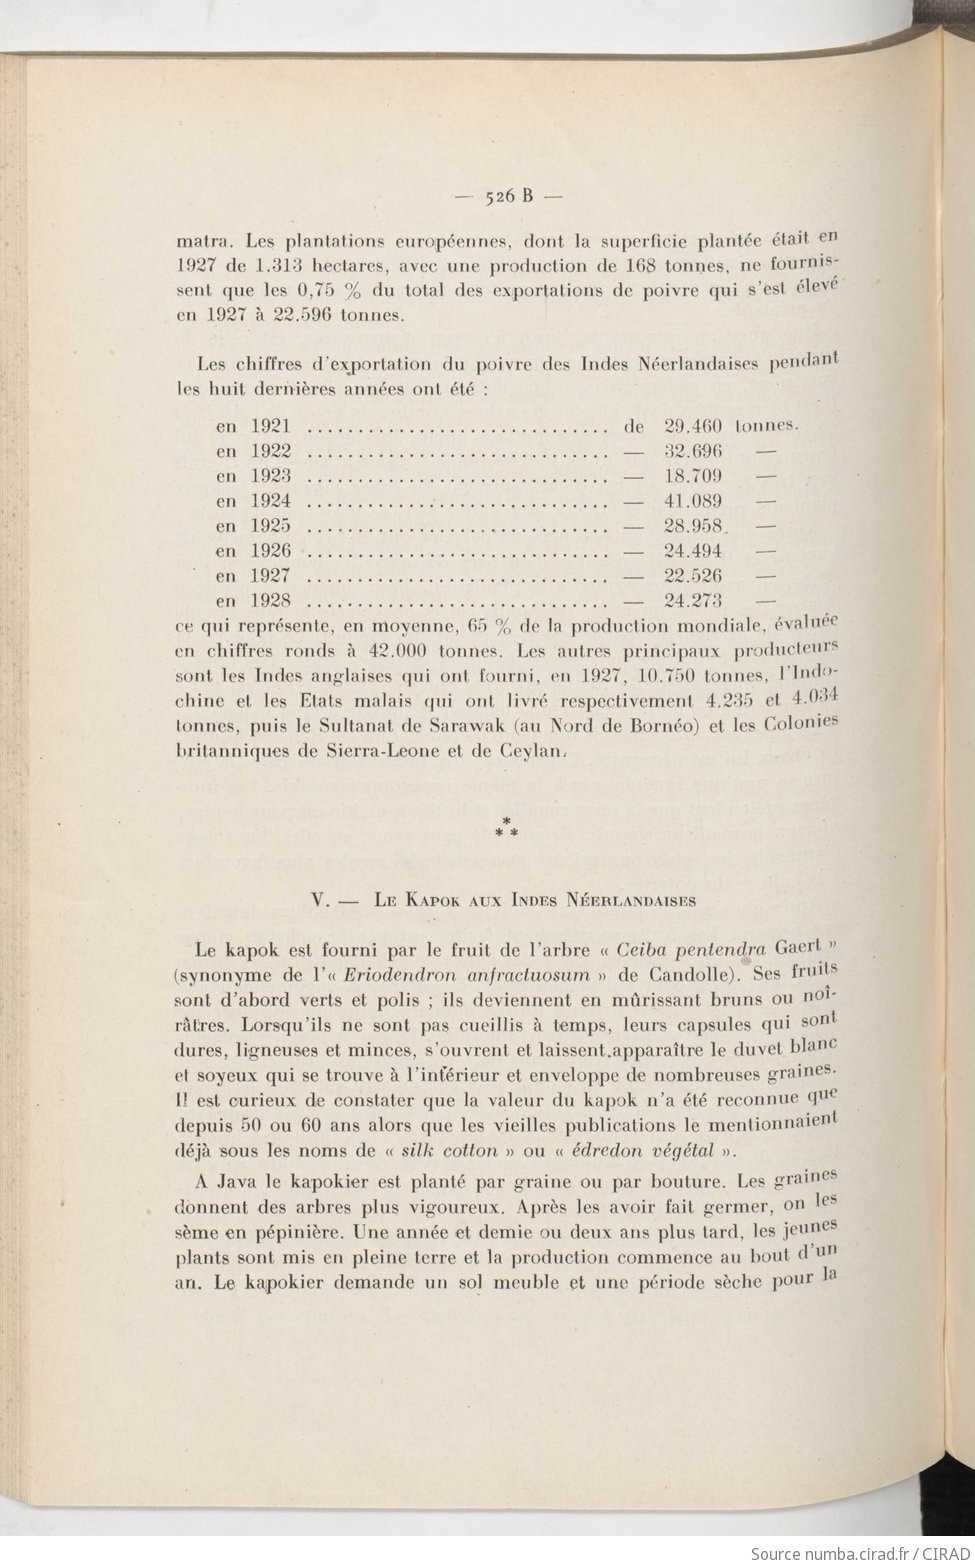 — 526 B —
matra. Les plantations européennes, dont la superficie plantée était en
1927 de 1.313 hectares, avec une production de 168 tonnes, ne fournis-
sent que les 0,75 % du total des exportations de poivre qui s'est élevé
en 1927 à 22.596 tonnes.
Les chiffres d'exportation du poivre des Indes Néerlandaises pendant
les huit dernières années ont été :
en 1921 .............................. de 29.460 tonnes.
en 1922 .............................. — 32.696 —
en 1923 .............................. — 18.709 —
en 1924 .............................. — 41.089 —
en 1925 .............................. — 28.958 —
en 1926 .............................. — 24.494 —
en 1927 .............................. — 22.526 —
en 1928 .............................. — 24.273 —
ce qui représente, en moyenne, 65 % de la production mondiale, évaluée
en chiffres ronds à 42.000 tonnes. Les autres principaux producteurs
sont les Indes anglaises qui ont fourni, en 1927, 10.750 tonnes, l'Indo-
chine et les Etats malais qui ont livré respectivement 4.235 et 4.034
tonnes, puis le Sultanat de Sarawak (au Nord de Bornéo) et les Colonies
britanniques de Sierra-Leone et de Ceylan.
*
* *
V. — Le Kapok aux Indes Néerlandaises
Le kapok est fourni par le fruit de l'arbre « Ceiba pentendra Gaert »
(synonyme de l'« Eriodendron anfractuosum » de Candolle). Ses fruits
sont d'abord verts et polis ; ils deviennent en mûrissant bruns ou noî-
râtres. Lorsqu'ils ne sont pas cueillis à temps, leurs capsules qui sont
dures, ligneuses et minces, s'ouvrent et laissent apparaître le duvet blanc
et soyeux qui se trouve à l'intérieur et enveloppe de nombreuses graines.
Il est curieux de constater que la valeur du kapok n'a été reconnue que
depuis 50 ou 60 ans alors que les vieilles publications le mentionnaient
déjà sous les noms de « silk cotton » ou « édredon végétal ».
A Java le kapokier est planté par graine ou par bouture. Les graines
donnent des arbres plus vigoureux. Après les avoir fait germer, on les
sème en pépinière. Une année et demie ou deux ans plus tard, les jeunes
plants sont mis en pleine terre et la production commence au bout d'un
an. Le kapokier demande un sol meuble et une période sèche pour la
Source numba.cirad.fr / CIRAD